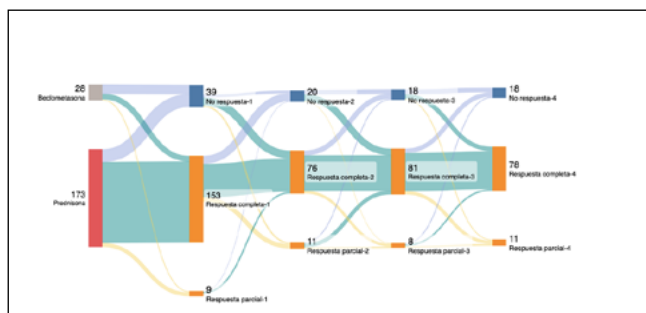 28
Beclometasona
173
Prednisona
39
No respuesta-1
153
Respuesta completa-1
9
Respuesta parcial-1
20
No respuesta-2
76
Respuesta completa-2
11
Respuesta parcial-2
18
No respuesta-3
81
Respuesta completa-3
8
Respuesta parcial-3
18
No respuesta-4
78
Respuesta completa-4
11
Respuesta parcial-4